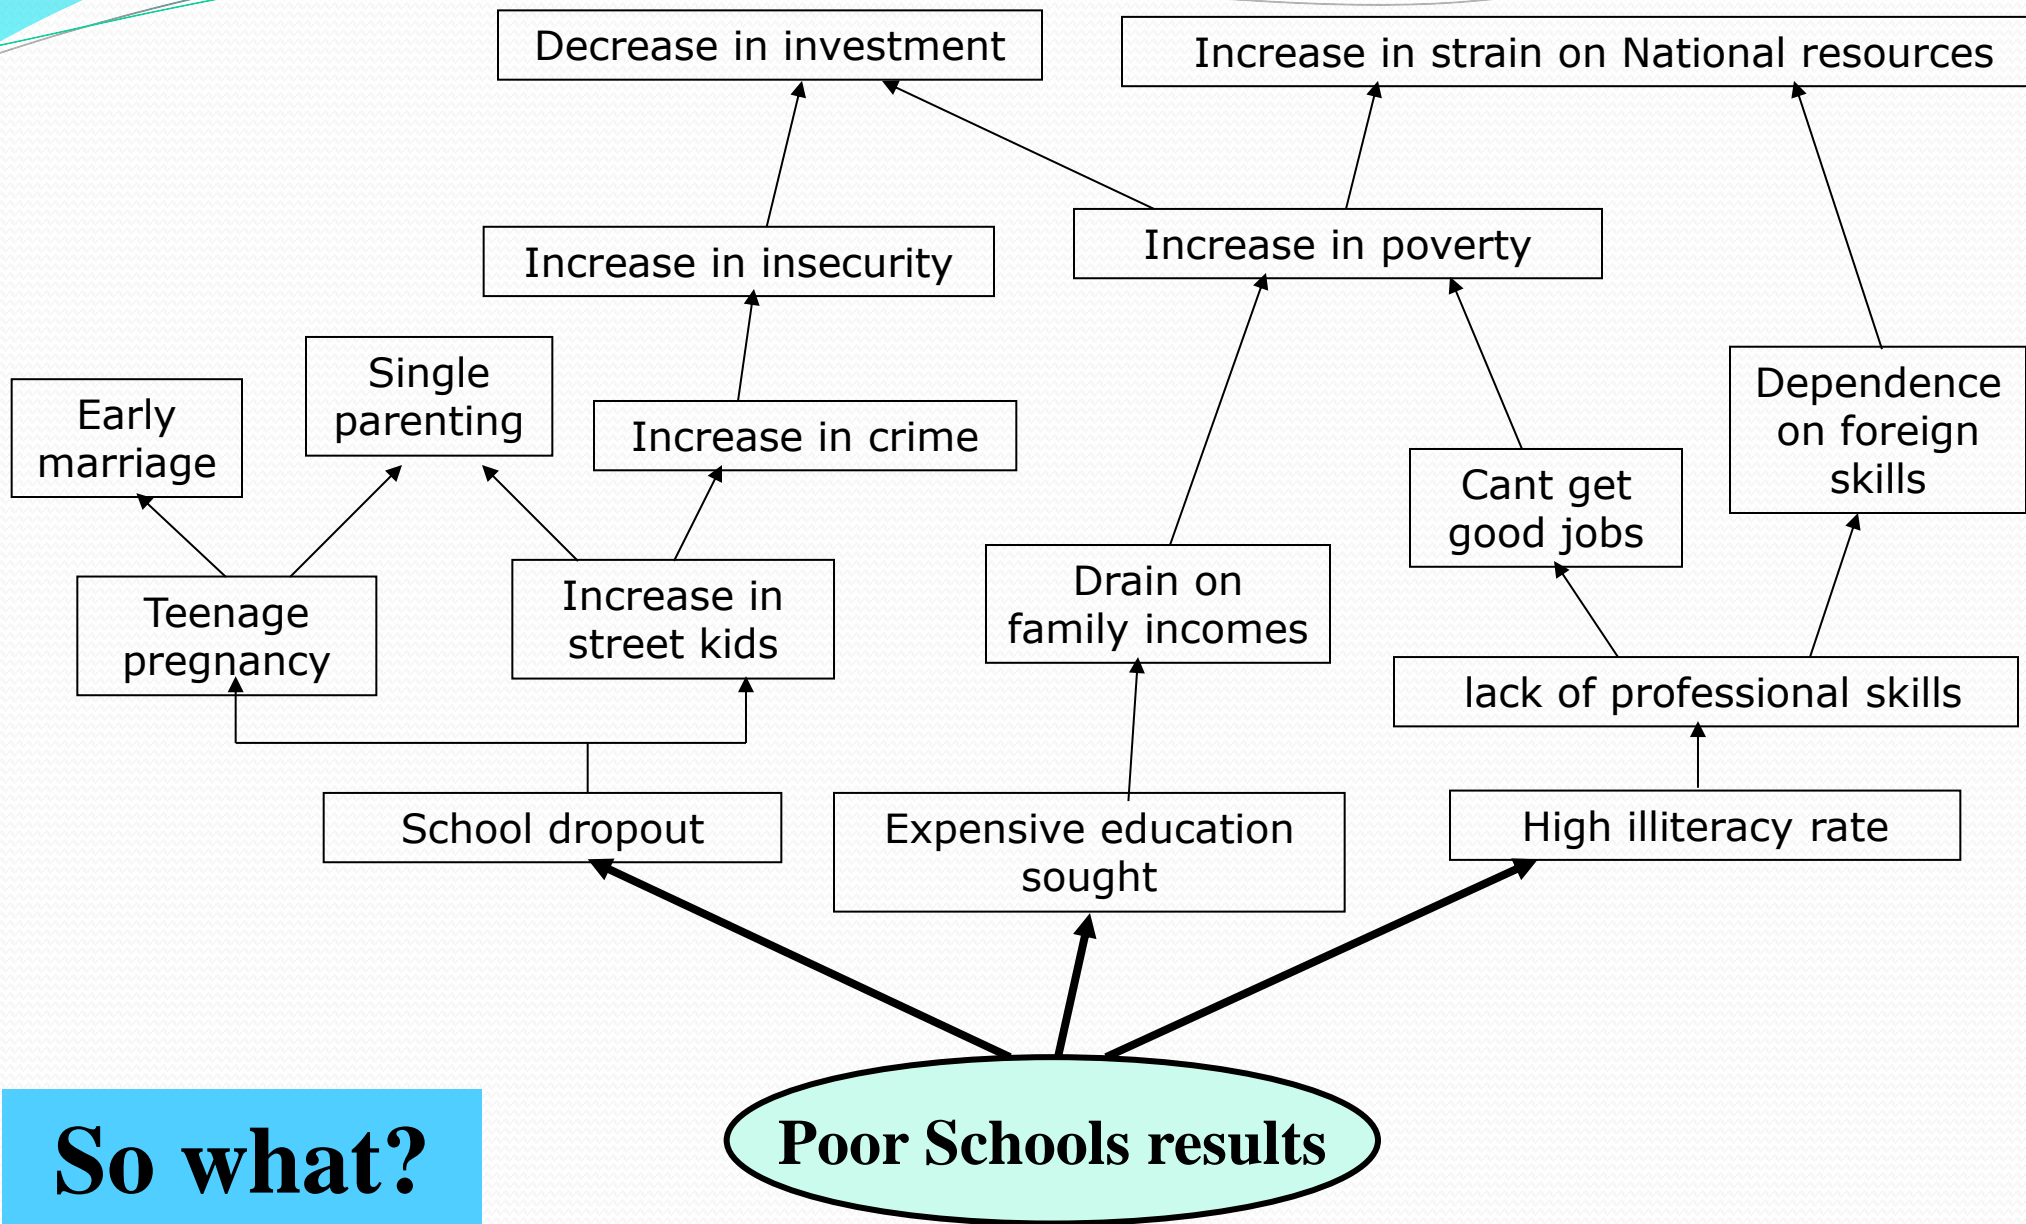 Decrease in investment
Increase in strain on National resources
Increase in insecurity
Increase in poverty
Early
marriage
Single
parenting
Increase in crime
Cant get
good jobs
Dependence
on foreign
skills
Teenage
pregnancy
Increase in
street kids
Drain on
family incomes
lack of professional skills
School dropout
Expensive education
sought
High illiteracy rate
So what?
Poor Schools results